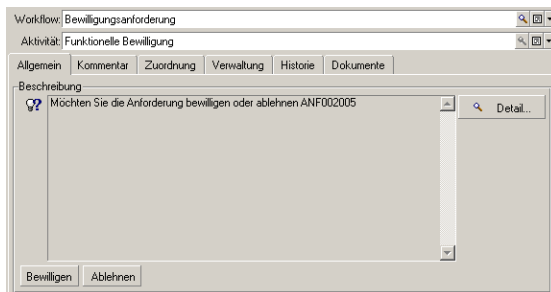 Workflow: Bewilligungsanforderung
Aktivität: Funktionelle Bewilligung
Allgemein Kommentar Zuordnung Verwaltung Historie Dokumente
Beschreibung
Möchten Sie die Anforderung bewilligen oder ablehnen ANF002005
Detail...
Bewilligen Ablehnen